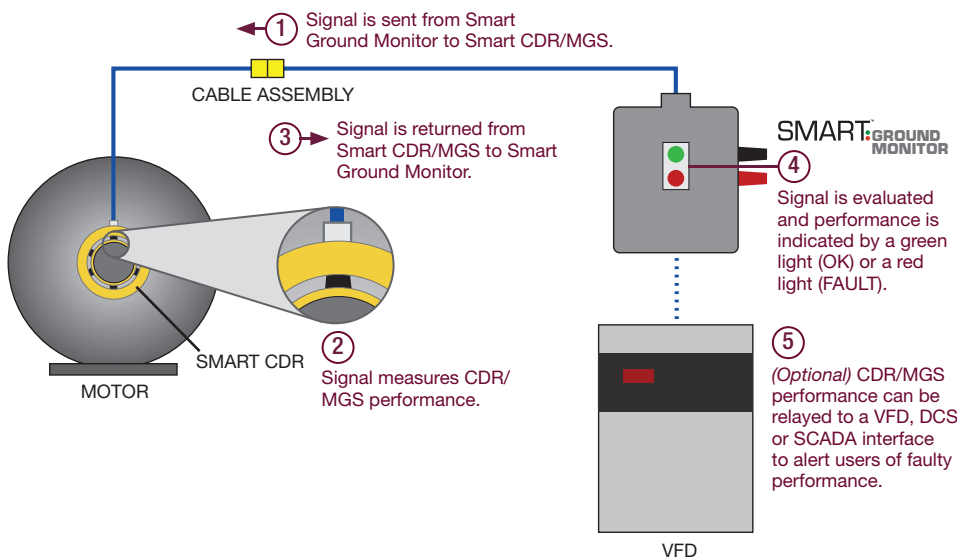 1
Signal is sent from Smart
Ground Monitor to Smart CDR/MGS.
CABLE ASSEMBLY
3
Signal is returned from
Smart CDR/MGS to Smart
Ground Monitor.
SMART™ GROUND
MONITOR
4
Signal is evaluated
and performance is
indicated by a green
light (OK) or a red
light (FAULT).
SMART CDR
MOTOR
2
Signal measures CDR/
MGS performance.
5
(Optional) CDR/MGS
performance can be
relayed to a VFD, DCS
or SCADA interface
to alert users of faulty
performance.
VFD